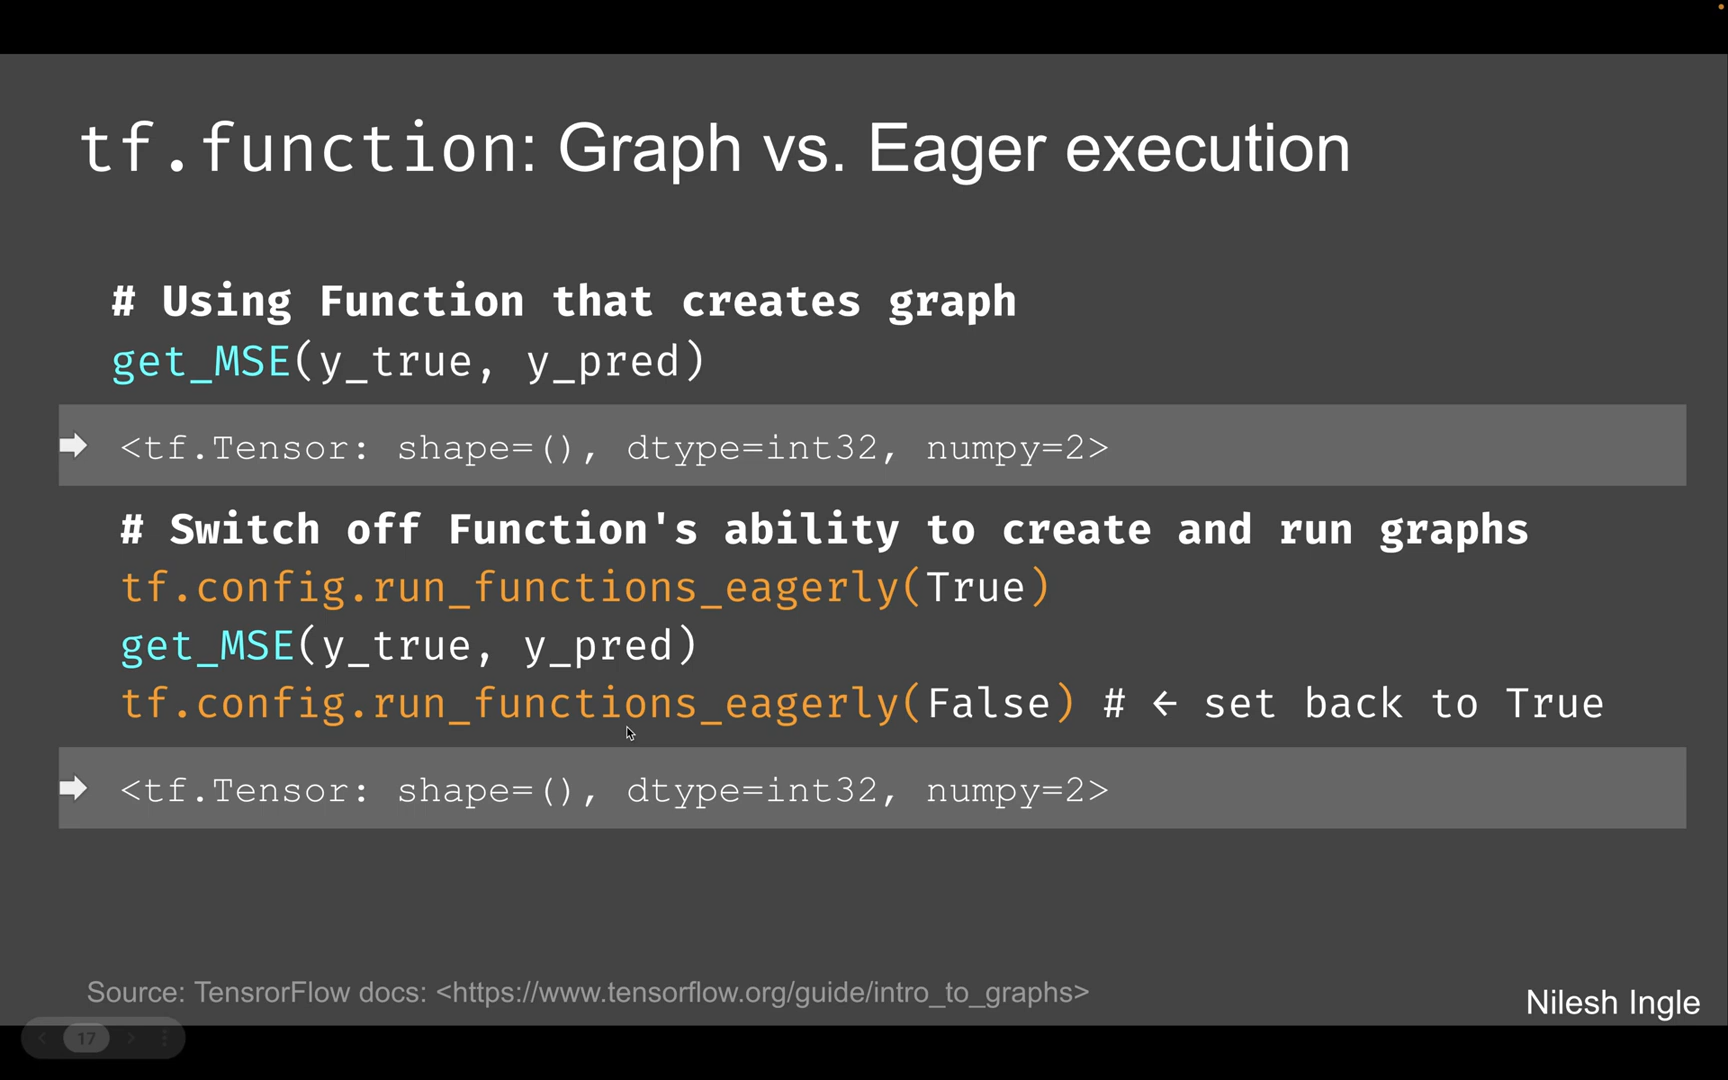 tf.function: Graph vs. Eager execution
# Using Function that creates graph
get_MSE(y_true, y_pred)
<tf.Tensor: shape=(), dtype=int32, numpy=2>
# Switch off Function's ability to create and run graphs
tf.config.run_functions_eagerly(True)
get_MSE(y_true, y_pred)
tf.config.run_functions_eagerly(False) # ← set back to True
<tf.Tensor: shape=(), dtype=int32, numpy=2>
Source: TensrorFlow docs: <https://www.tensorflow.org/guide/intro_to_graphs>
Nilesh Ingle
17